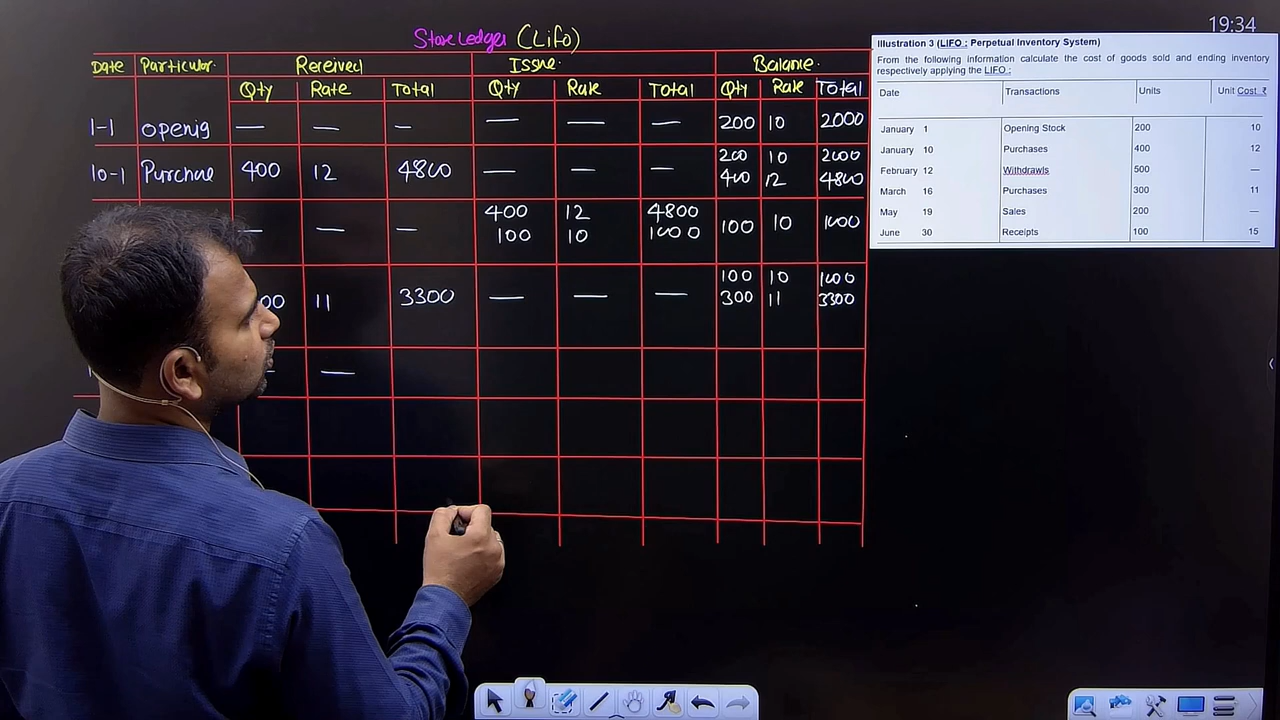 19:34
Store Ledger (Lifo)
Date Particular. Received Issue. Balance.
Qty Rate Total Qty Rate Total Qty Rate Total
1-1 openig — — — — — — 200 10 2000
10-1 Purchae 400 12 4800 — — — 200 10 2000
400 12 4800
— — — 400 12 4800 100 10 1000
100 10 1000
11 3300 — — — 100 10 1000
300 11 3300
— —
Illustration 3 (LIFO : Perpetual Inventory System)
From the following information calculate the cost of goods sold and ending inventory
respectively applying the LIFO :
Date Transactions Units Unit Cost ₹
January 1 Opening Stock 200 10
January 10 Purchases 400 12
February 12 Withdrawls 500 —
March 16 Purchases 300 11
May 19 Sales 200 —
June 30 Receipts 100 15